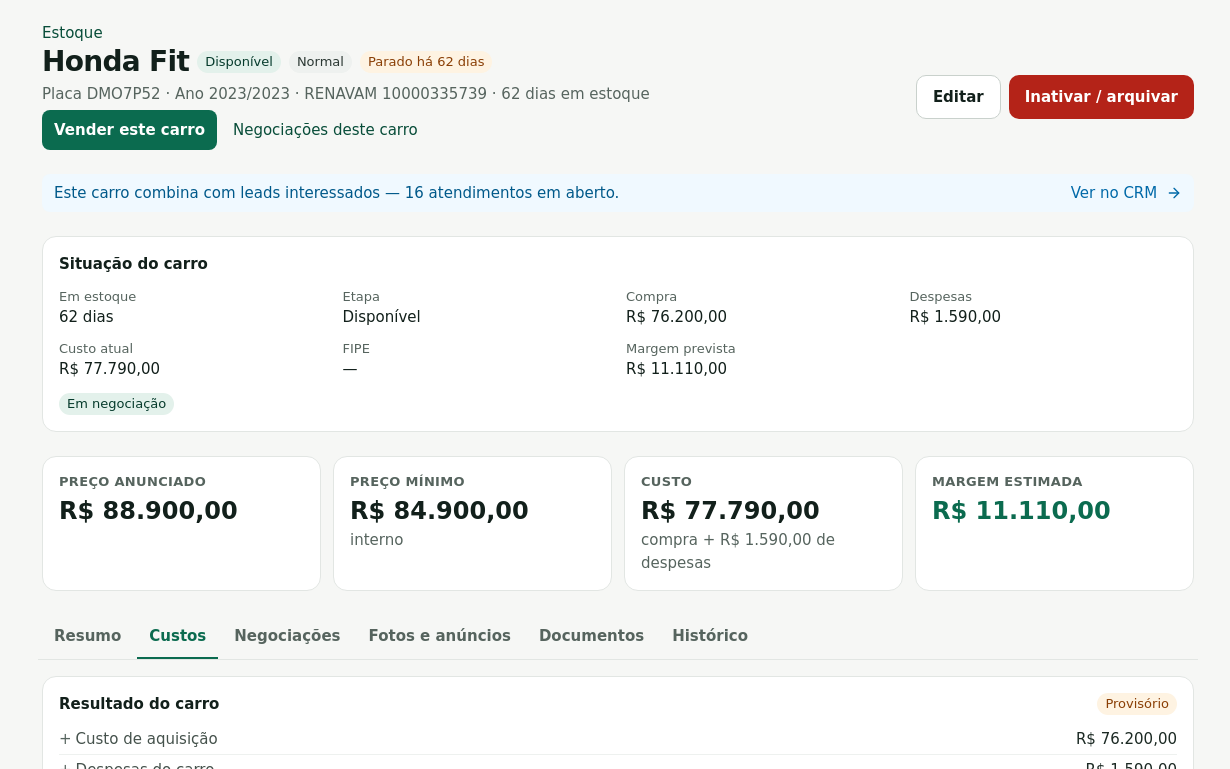 Estoque
Honda Fit Disponível Normal Parado há 62 dias
Placa DMO7P52 · Ano 2023/2023 · RENAVAM 10000335739 · 62 dias em estoque
Editar Inativar / arquivar
Vender este carro Negociações deste carro
Este carro combina com leads interessados — 16 atendimentos em aberto. Ver no CRM →
Situação do carro
Em estoque Etapa Compra Despesas
62 dias Disponível R$ 76.200,00 R$ 1.590,00
Custo atual FIPE Margem prevista
R$ 77.790,00 — R$ 11.110,00
Em negociação
PREÇO ANUNCIADO PREÇO MÍNIMO CUSTO MARGEM ESTIMADA
R$ 88.900,00 R$ 84.900,00 R$ 77.790,00 R$ 11.110,00
interno compra + R$ 1.590,00 de
despesas
Resumo Custos Negociações Fotos e anúncios Documentos Histórico
Resultado do carro Provisório
+ Custo de aquisição R$ 76.200,00
+ Despesas do carro R$ 1.590,00